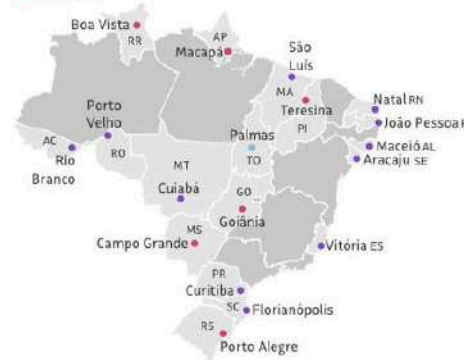 Boa Vista
RR
AP
Macapá
São
Luís
MA
Teresina
PI
Natal RN
João Pessoa P
Maceió AL
Aracaju SE
Porto
Velho
Palmas
TO
AC
Rio
Branco
RO
MT
Cuiabá
GO
Goiânia
MS
Campo Grande
Vitória ES
PR
Curitiba
SC
Florianópolis
RS
Porto Alegre